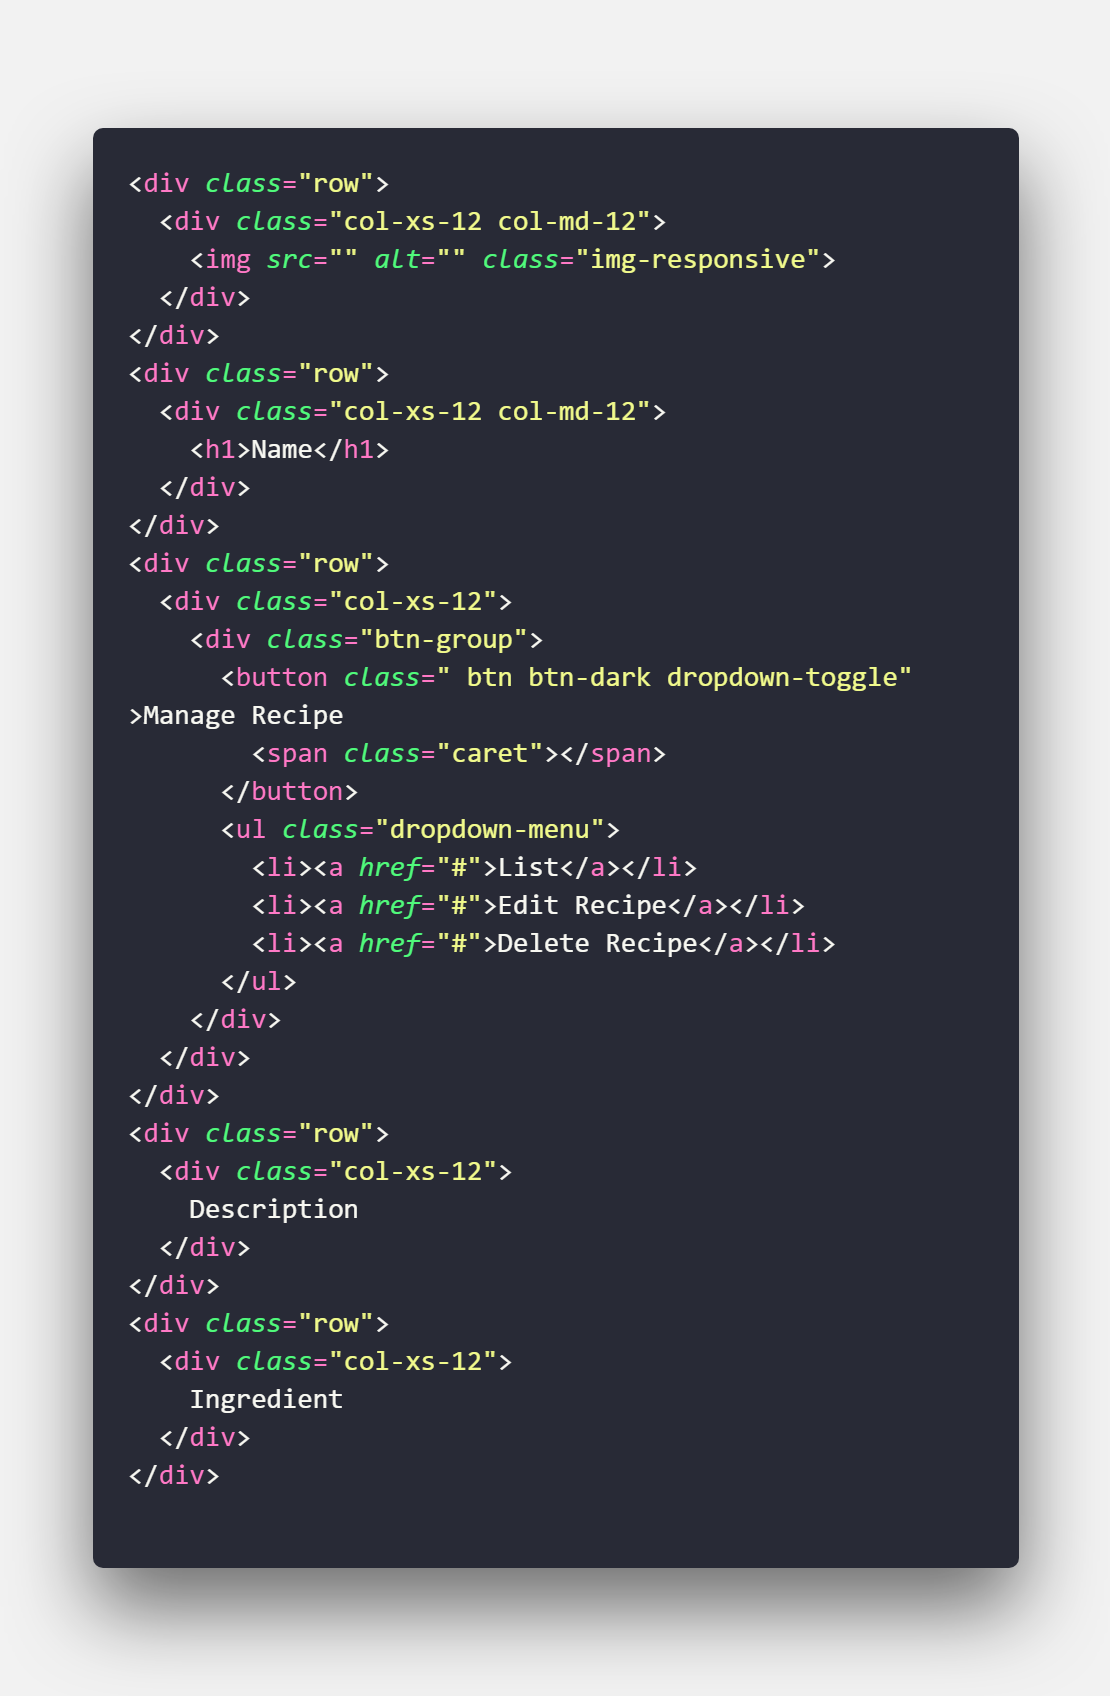 <div class="row">
  <div class="col-xs-12 col-md-12">
    <img src="" alt="" class="img-responsive">
  </div>
</div>
<div class="row">
  <div class="col-xs-12 col-md-12">
    <h1>Name</h1>
  </div>
</div>
<div class="row">
  <div class="col-xs-12">
    <div class="btn-group">
      <button class=" btn btn-dark dropdown-toggle"
>Manage Recipe
        <span class="caret"></span>
      </button>
      <ul class="dropdown-menu">
        <li><a href="#">List</a></li>
        <li><a href="#">Edit Recipe</a></li>
        <li><a href="#">Delete Recipe</a></li>
      </ul>
    </div>
  </div>
</div>
<div class="row">
  <div class="col-xs-12">
    Description
  </div>
</div>
<div class="row">
  <div class="col-xs-12">
    Ingredient
  </div>
</div>